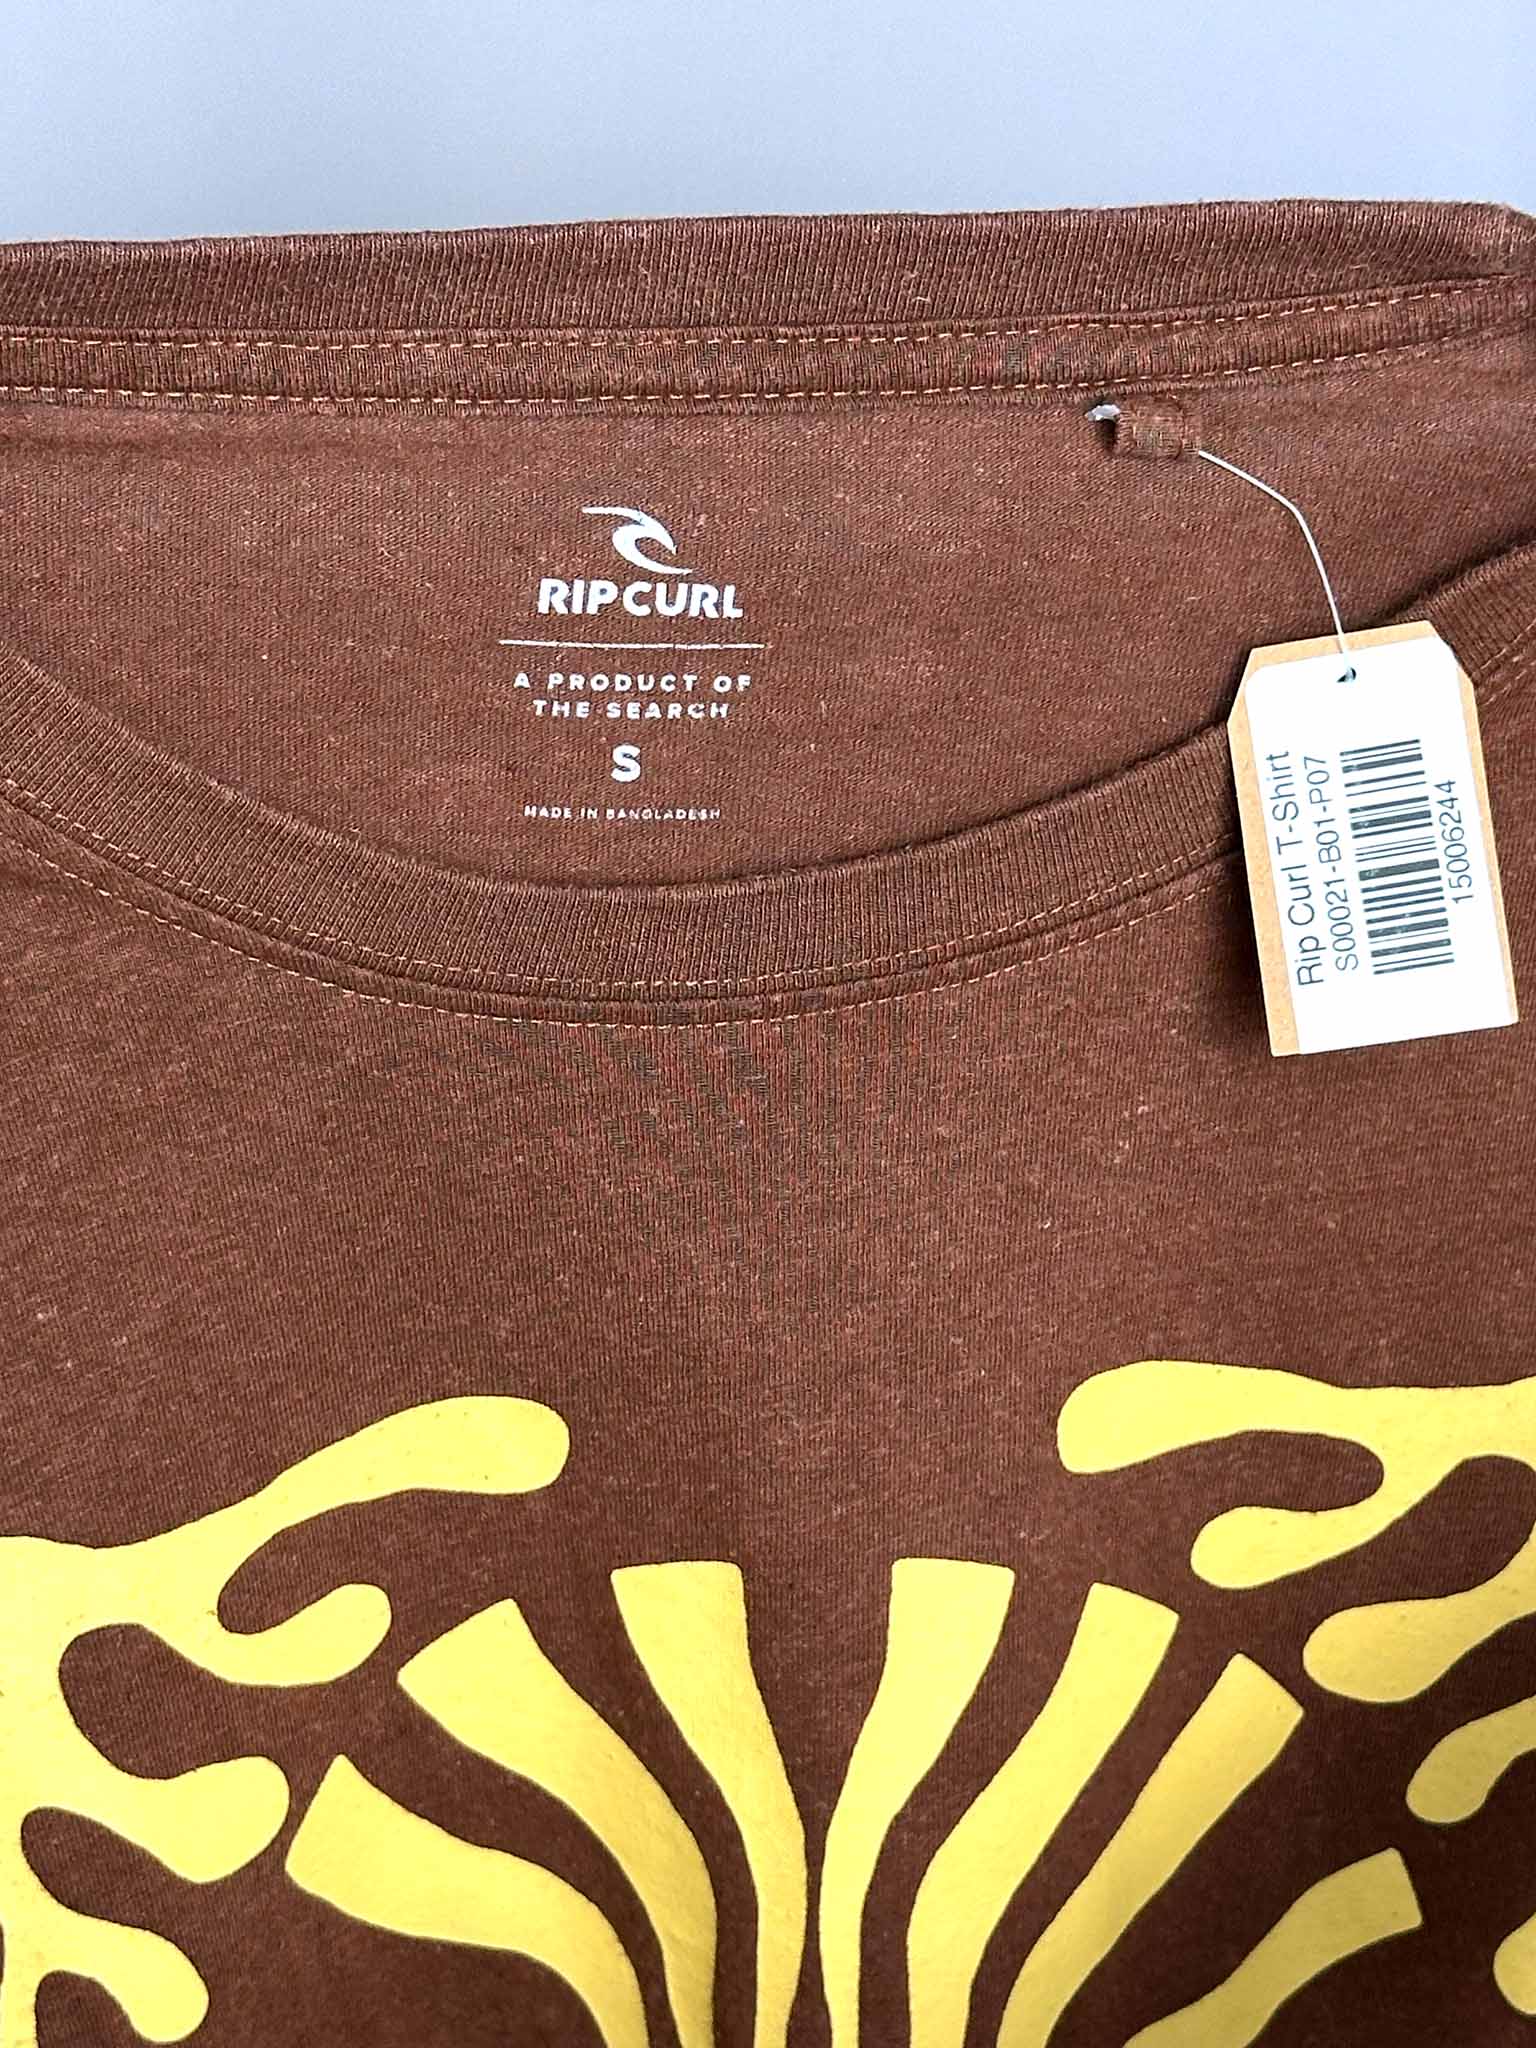 RIP CURL
A PRODUCT OF
THE SEARCH
S
MADE IN BANGLADESH
Rip Curl T-Shirt
S00021-B01-P07
15006244